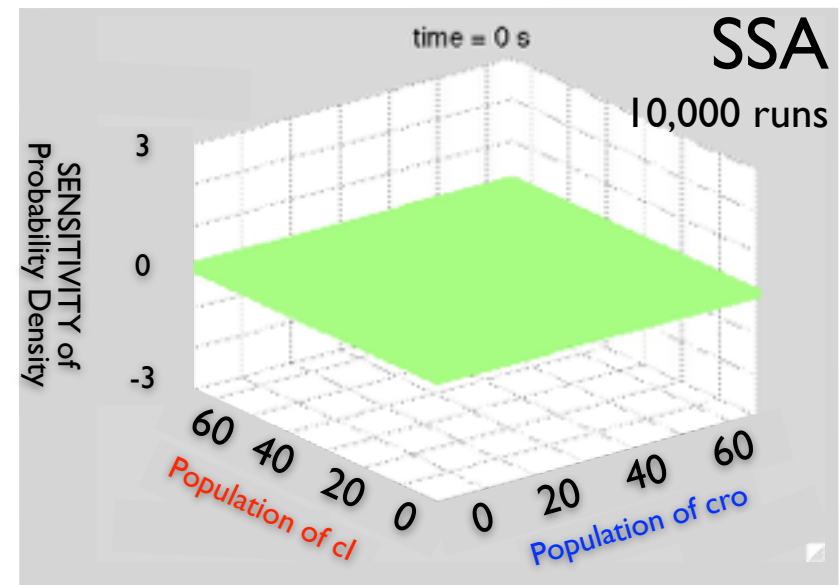 time = 0 s
SSA
10,000 runs
SENSITIVITY of
Probability Density
3
0
-3
60
40
20
0
Population of cl
0
20
40
60
Population of cro